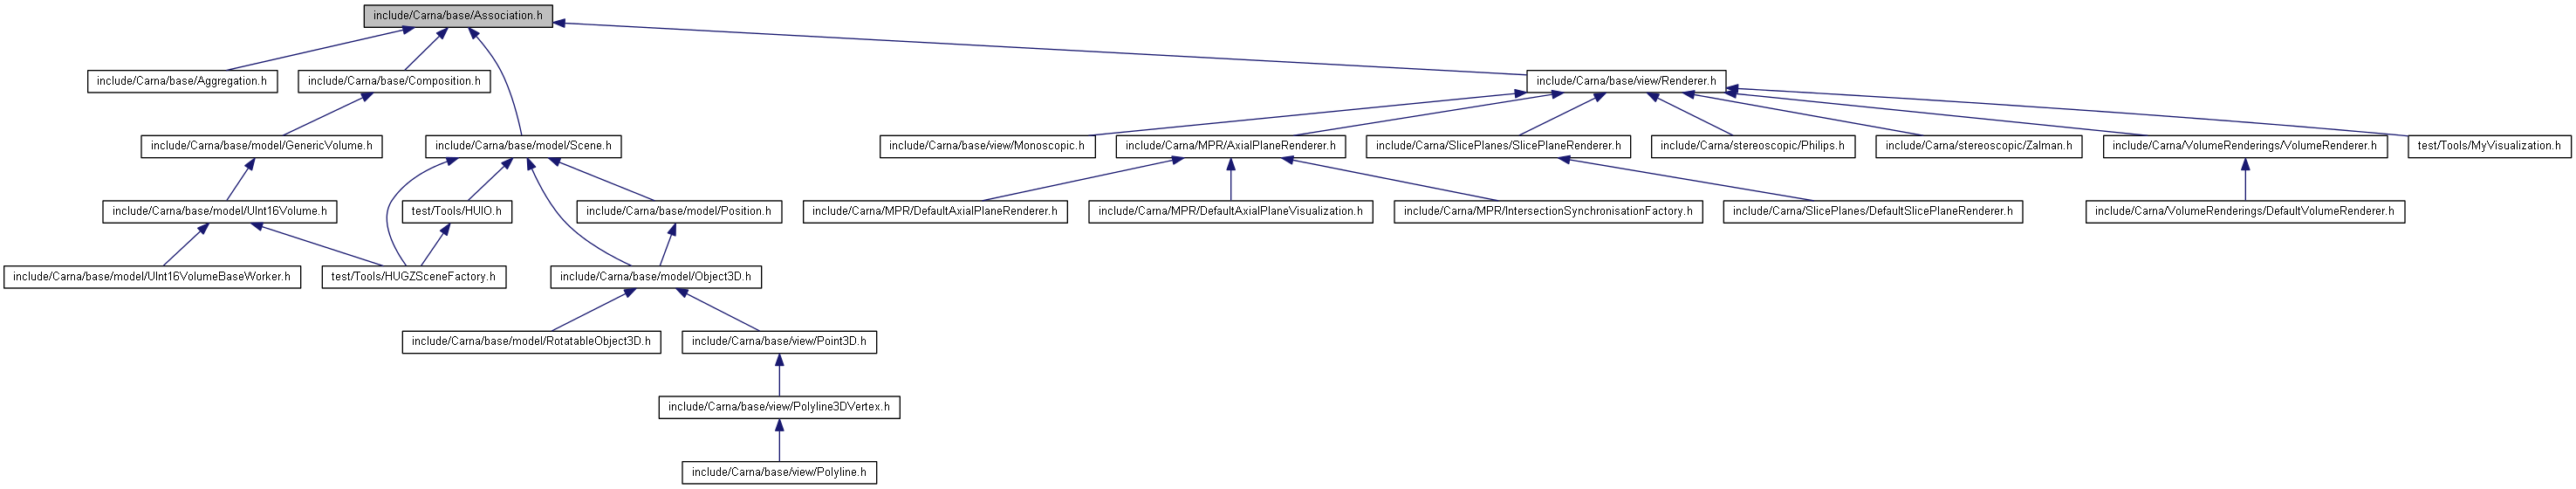 include/Carna/base/Association.h
include/Carna/base/Aggregation.h
include/Carna/base/Composition.h
include/Carna/base/view/Renderer.h
include/Carna/base/model/GenericVolume.h
include/Carna/base/model/Scene.h
include/Carna/base/view/Monoscopic.h
include/Carna/MPR/AxialPlaneRenderer.h
include/Carna/SlicePlanes/SlicePlaneRenderer.h
include/Carna/stereoscopic/Philips.h
include/Carna/stereoscopic/Zalman.h
include/Carna/VolumeRenderings/VolumeRenderer.h
test/Tools/MyVisualization.h
include/Carna/base/model/UInt16Volume.h
test/Tools/HUIO.h
include/Carna/base/model/Position.h
include/Carna/MPR/DefaultAxialPlaneRenderer.h
include/Carna/MPR/DefaultAxialPlaneVisualization.h
include/Carna/MPR/IntersectionSynchronisationFactory.h
include/Carna/SlicePlanes/DefaultSlicePlaneRenderer.h
include/Carna/VolumeRenderings/DefaultVolumeRenderer.h
include/Carna/base/model/UInt16VolumeBaseWorker.h
test/Tools/HUGZSceneFactory.h
include/Carna/base/model/Object3D.h
include/Carna/base/model/RotatableObject3D.h
include/Carna/base/view/Point3D.h
include/Carna/base/view/Polyline3DVertex.h
include/Carna/base/view/Polyline.h